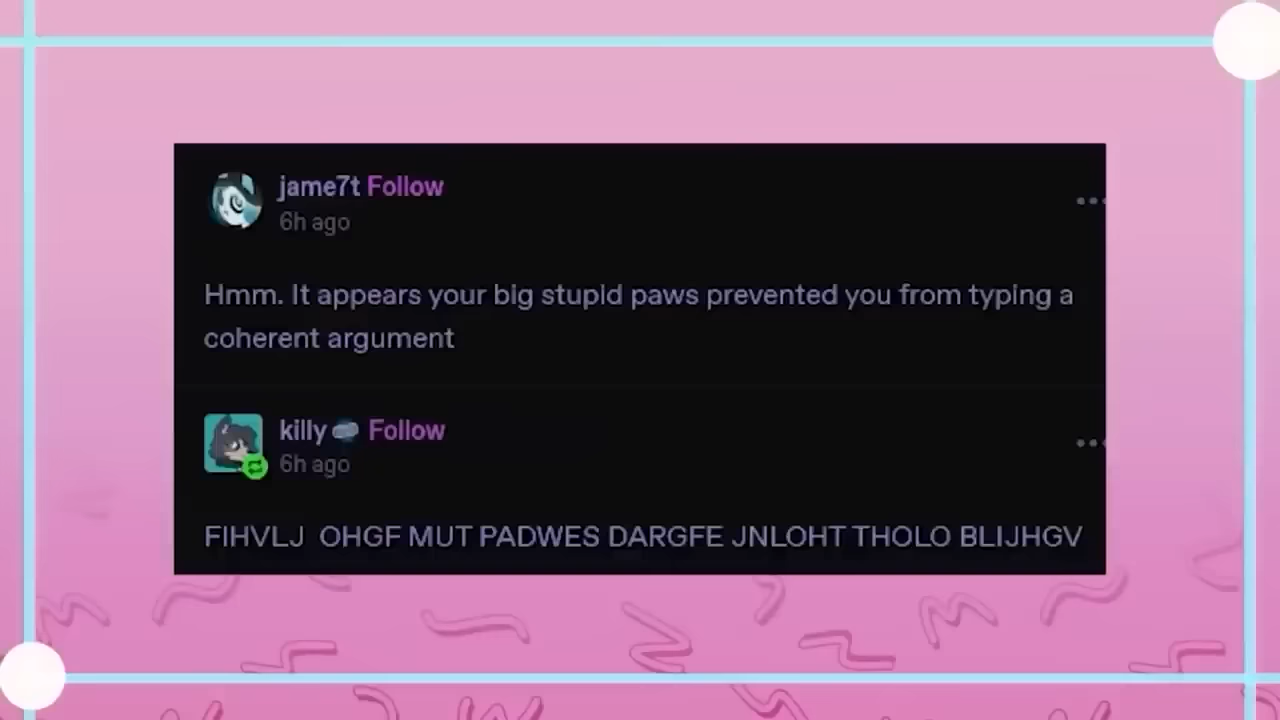 jame7t Follow
6h ago
Hmm. It appears your big stupid paws prevented you from typing a
coherent argument
killy Follow
6h ago
FIHVLJ  OHGF MUT PADWES DARGFE JNLOHT THOLO BLIJHGV